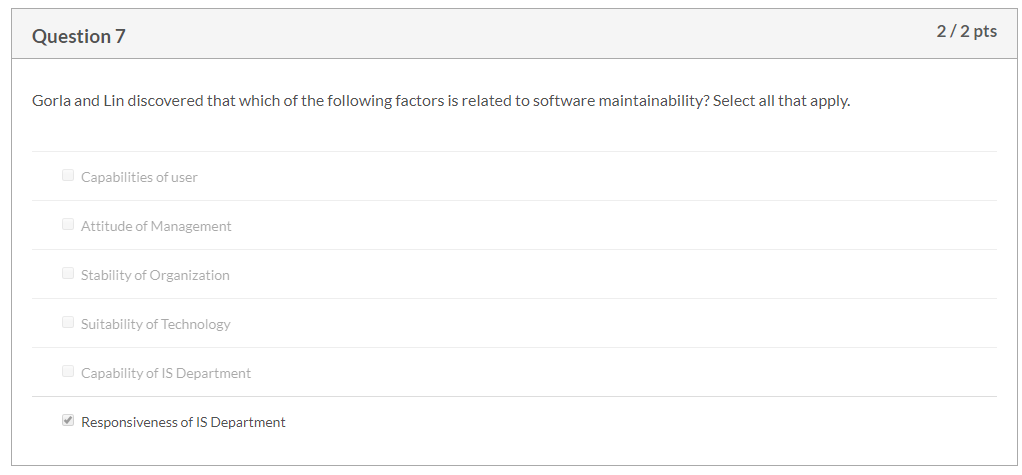 Question 7
2 / 2 pts
Gorla and Lin discovered that which of the following factors is related to software maintainability? Select all that apply.
Capabilities of user
Attitude of Management
Stability of Organization
Suitability of Technology
Capability of IS Department
Responsiveness of IS Department